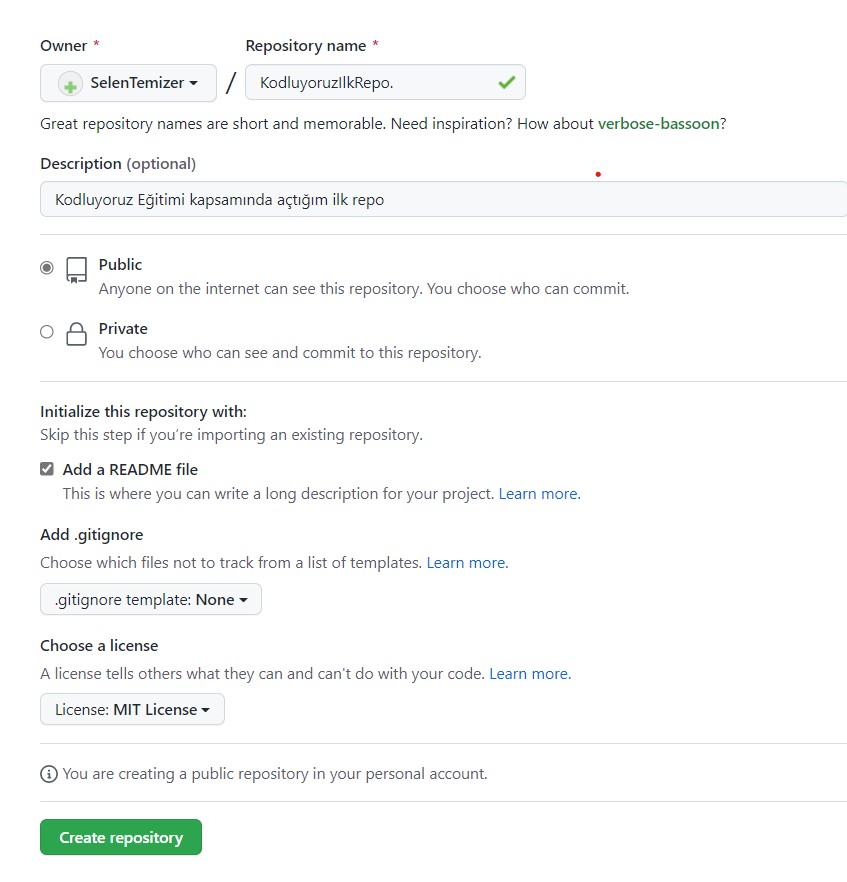 Owner * Repository name *
SelenTemizer / KodluyoruzIlkRepo.
Great repository names are short and memorable. Need inspiration? How about verbose-bassoon?
Description (optional)
Kodluyoruz Eğitimi kapsamında açtığım ilk repo
Public
Anyone on the internet can see this repository. You choose who can commit.
Private
You choose who can see and commit to this repository.
Initialize this repository with:
Skip this step if you’re importing an existing repository.
Add a README file
This is where you can write a long description for your project. Learn more.
Add .gitignore
Choose which files not to track from a list of templates. Learn more.
.gitignore template: None
Choose a license
A license tells others what they can and can't do with your code. Learn more.
License: MIT License
You are creating a public repository in your personal account.
Create repository